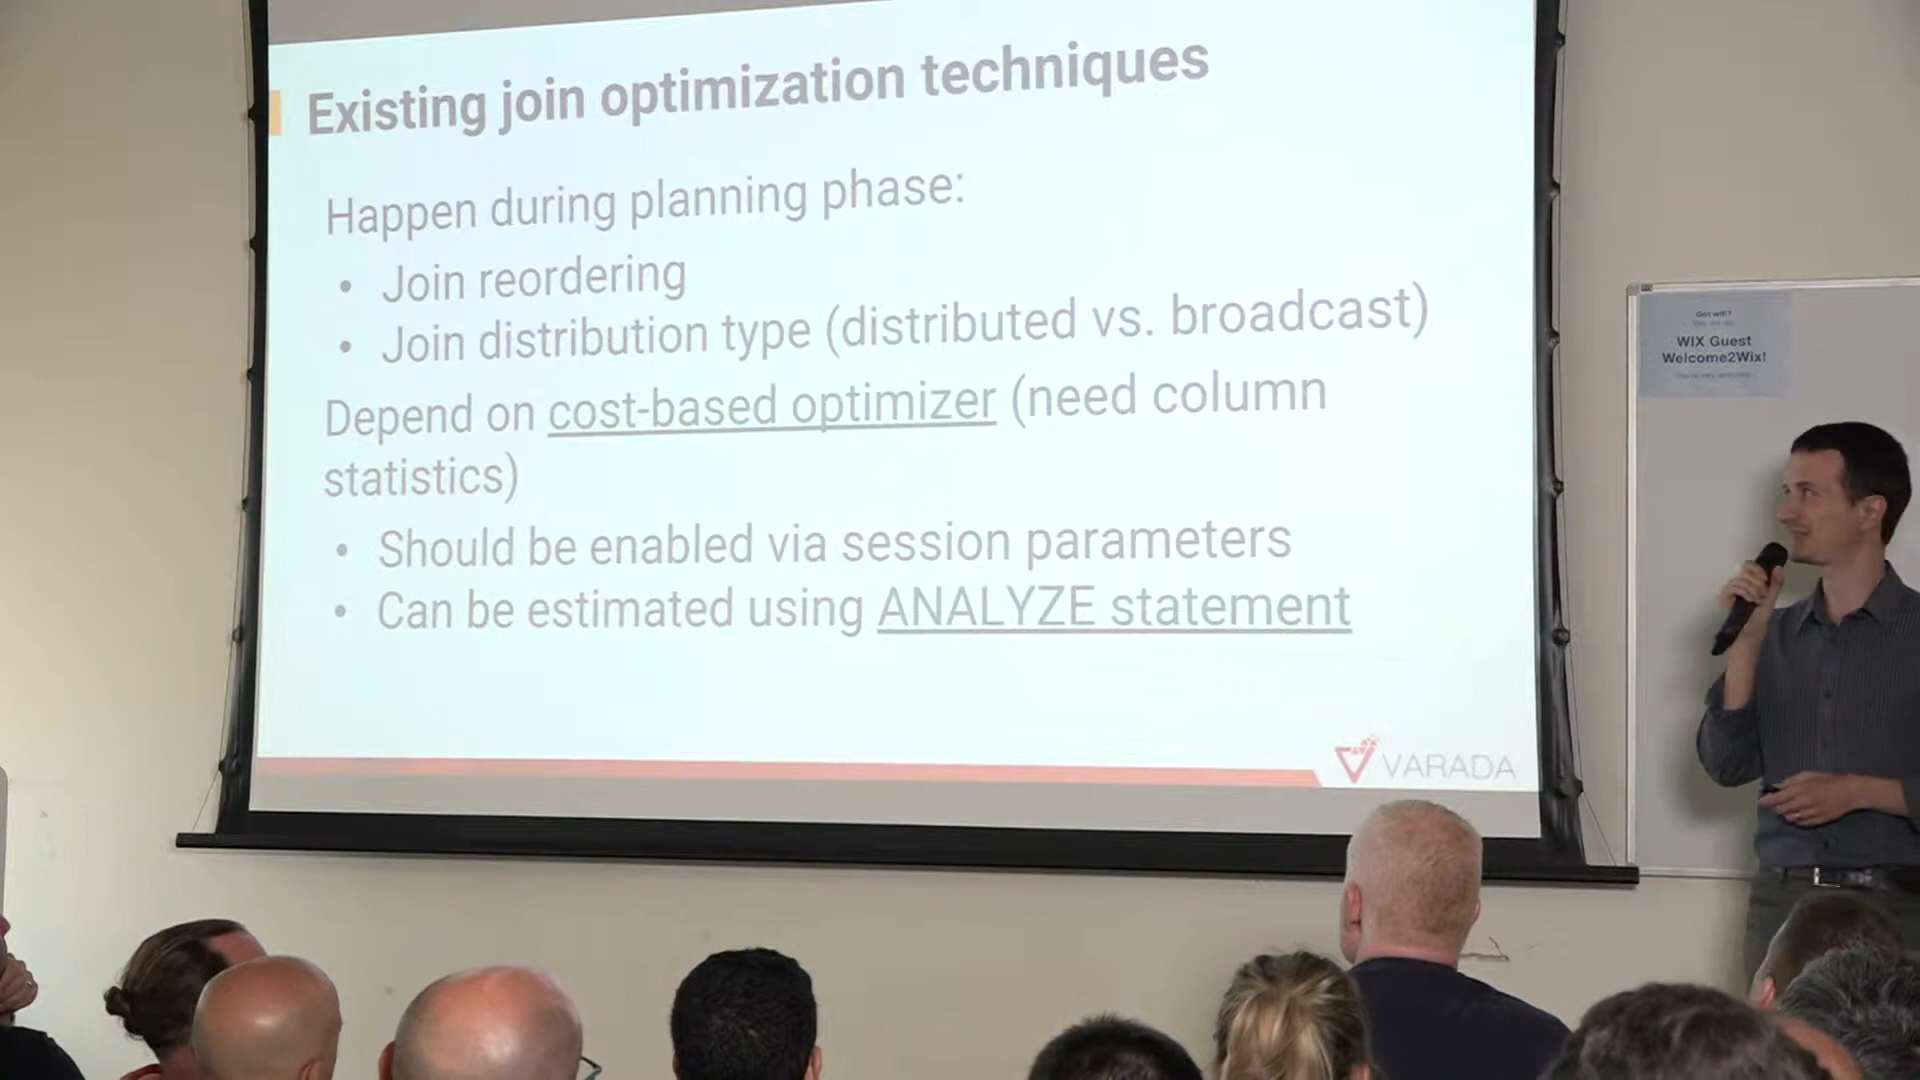 Existing join optimization techniques
Happen during planning phase:
• Join reordering
• Join distribution type (distributed vs. broadcast)
Depend on cost-based optimizer (need column
statistics)
• Should be enabled via session parameters
• Can be estimated using ANALYZE statement
VARADA
Got wifi?
WIX Guest
Welcome2Wix!